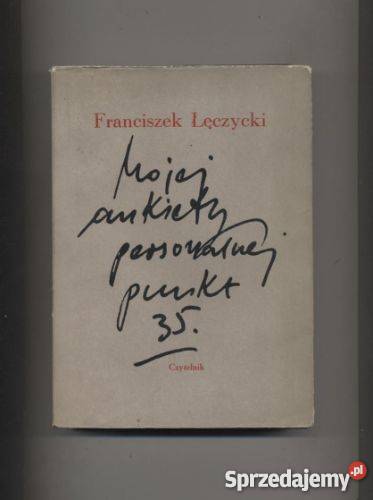 Franciszek Łęczycki
Mojej
ankiety
personalnej
punkt
35.
Czytelnik
Sprzedajemy.pl